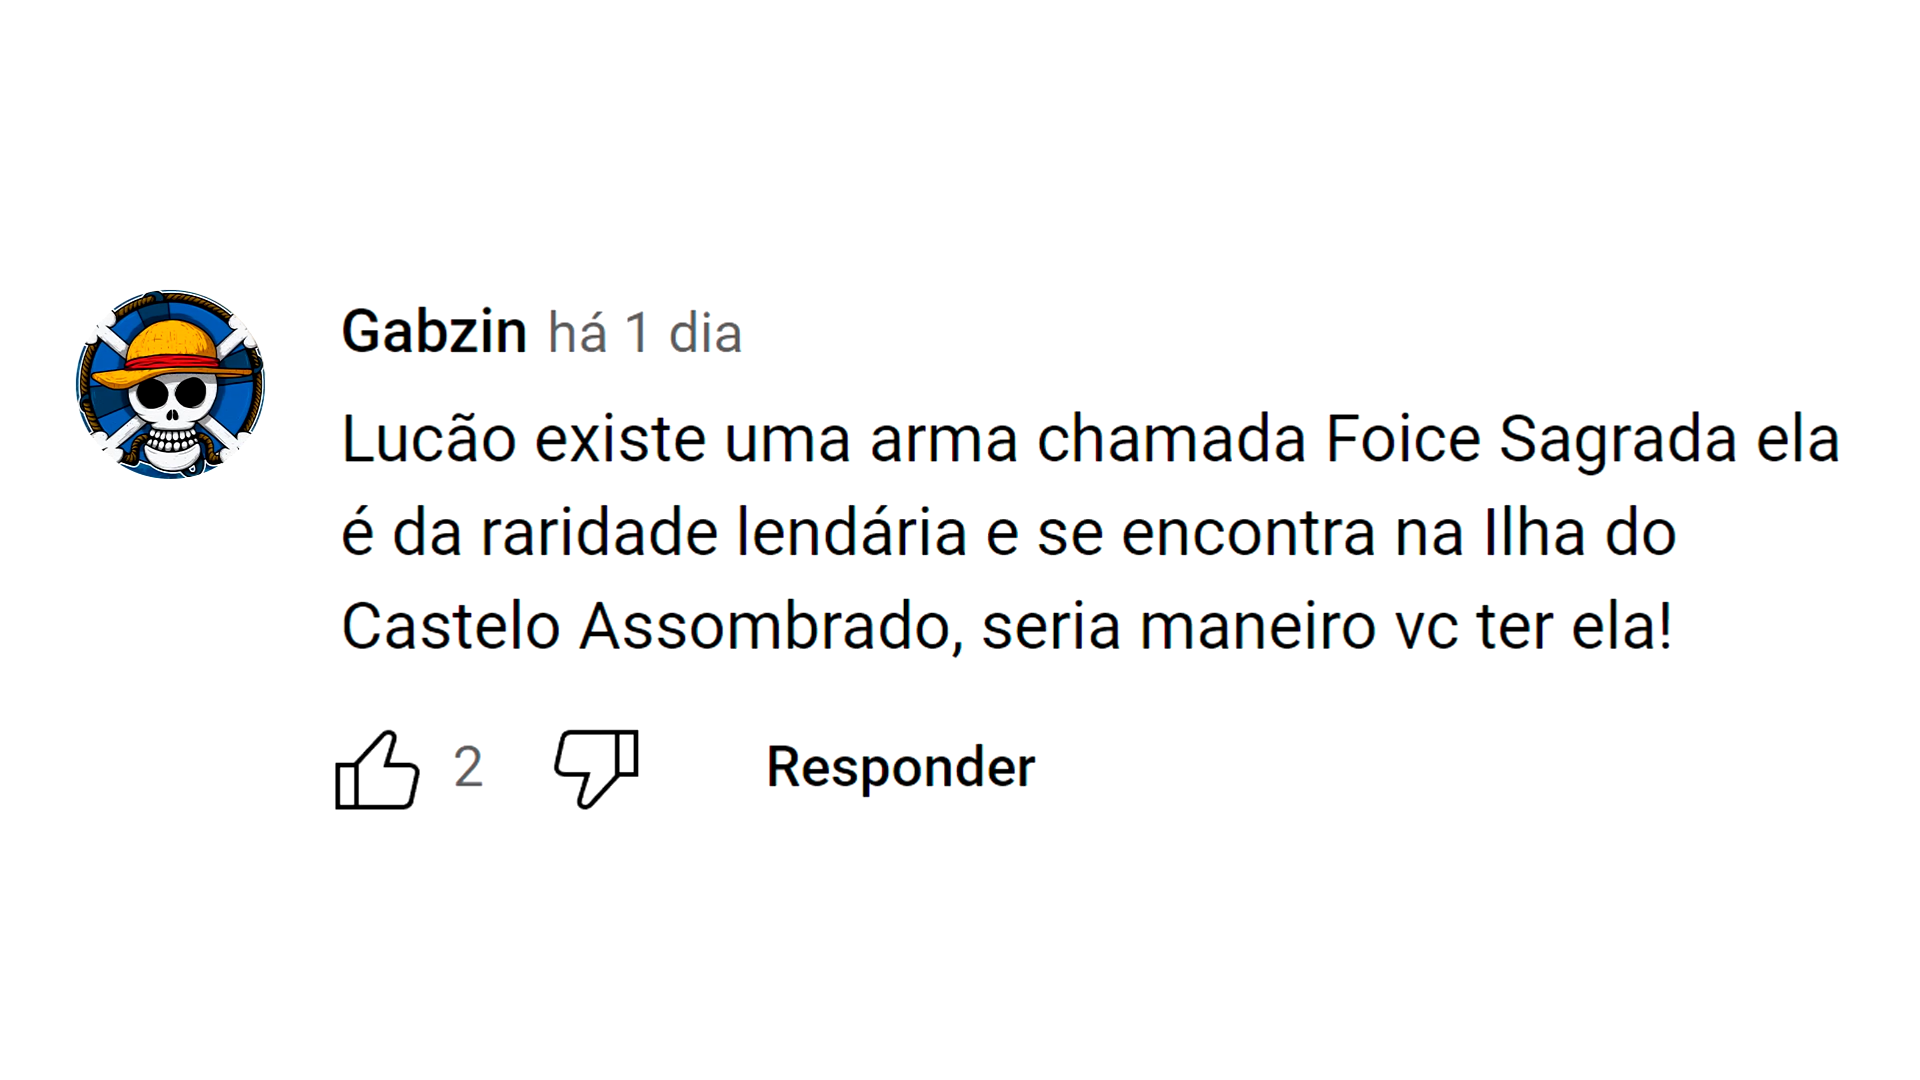 Gabzin há 1 dia
Lucão existe uma arma chamada Foice Sagrada ela
é da raridade lendária e se encontra na Ilha do
Castelo Assombrado, seria maneiro vc ter ela!
2 Responder